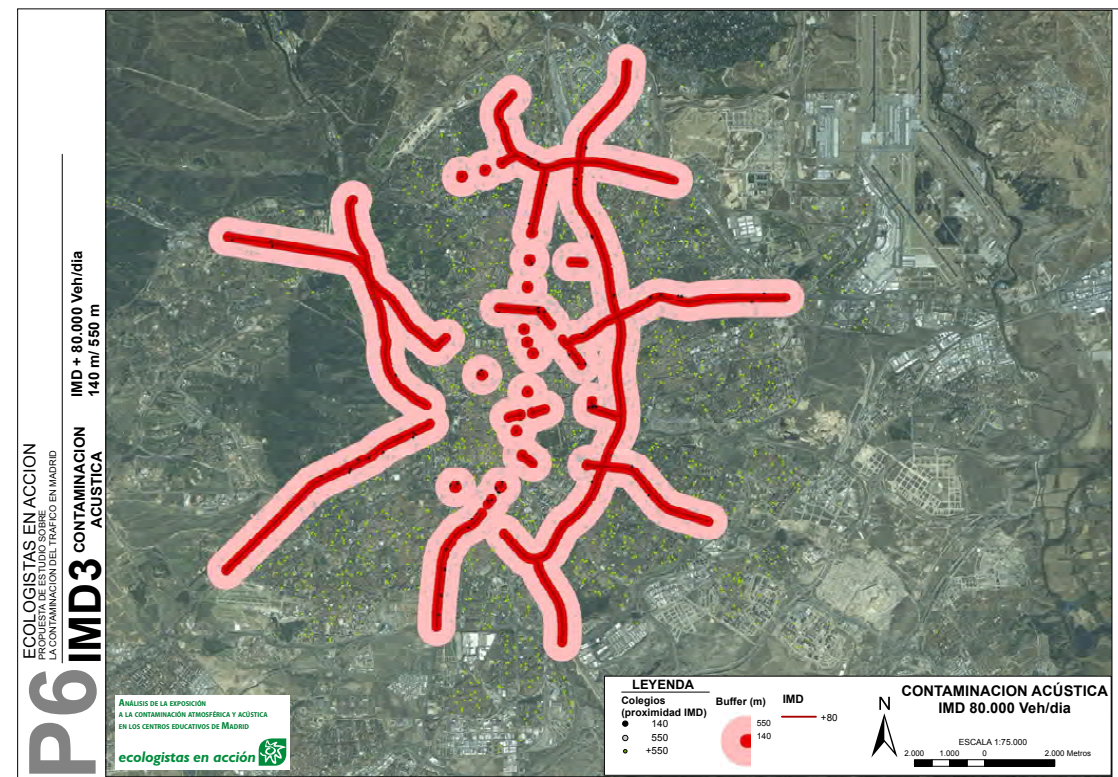 P6
ECOLOGISTAS EN ACCION
PROPUESTA DE ESTUDIO SOBRE
LA CONTAMINACION DEL TRAFICO EN MADRID
IMD3 CONTAMINACION
ACUSTICA
IMD + 80.000 Veh/dia
140 m/ 550 m
ANÁLISIS DE LA EXPOSICIÓN
A LA CONTAMINACIÓN ATMOSFÉRICA Y ACÚSTICA
EN LOS CENTROS EDUCATIVOS DE MADRID
ecologistas en acción
LEYENDA
Colegios
(proximidad IMD)
140
550
+550
Buffer (m)
550
140
IMD
+80
N
CONTAMINACION ACÚSTICA
IMD 80.000 Veh/dia
ESCALA 1:75.000
2.000 1.000 0 2.000 Metros